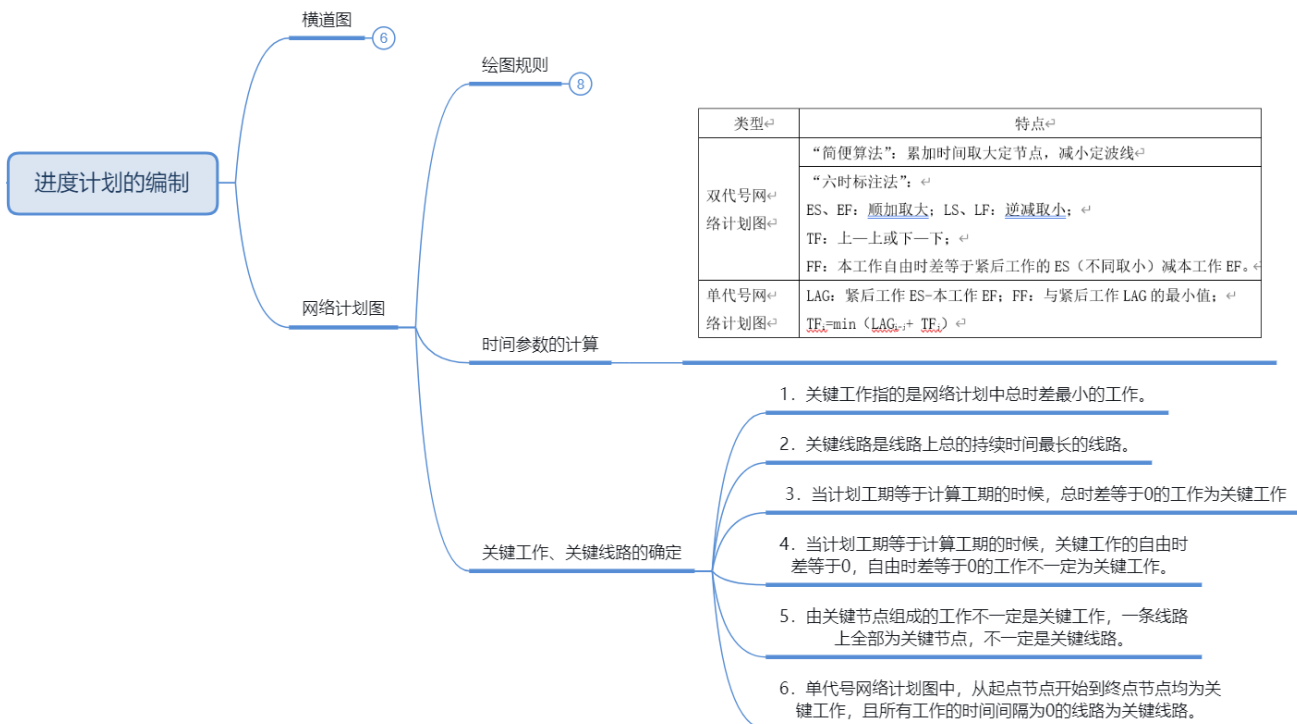 进度计划的编制
横道图
6
网络计划图
绘图规则
8
时间参数的计算
类型↵
特点↵
双代号网↵
络计划图↵
“简便算法”：累加时间取大定节点，减小定波线↵
“六时标注法”：↵
ES、EF：顺加取大；LS、LF：逆减取小；↵
TF：上—上或下—下；↵
FF：本工作自由时差等于紧后工作的 ES（不同取小）减本工作 EF。↵
单代号网↵
络计划图↵
LAG：紧后工作 ES-本工作 EF；FF：与紧后工作 LAG 的最小值；↵
TFi=min（LAGi-j+ TFj）↵
关键工作、关键线路的确定
1．关键工作指的是网络计划中总时差最小的工作。
2．关键线路是线路上总的持续时间最长的线路。
3．当计划工期等于计算工期的时候，总时差等于0的工作为关键工作
4．当计划工期等于计算工期的时候，关键工作的自由时
差等于0，自由时差等于0的工作不一定为关键工作。
5．由关键节点组成的工作不一定是关键工作，一条线路
上全部为关键节点，不一定是关键线路。
6．单代号网络计划图中，从起点节点开始到终点节点均为关
键工作，且所有工作的时间间隔为0的线路为关键线路。